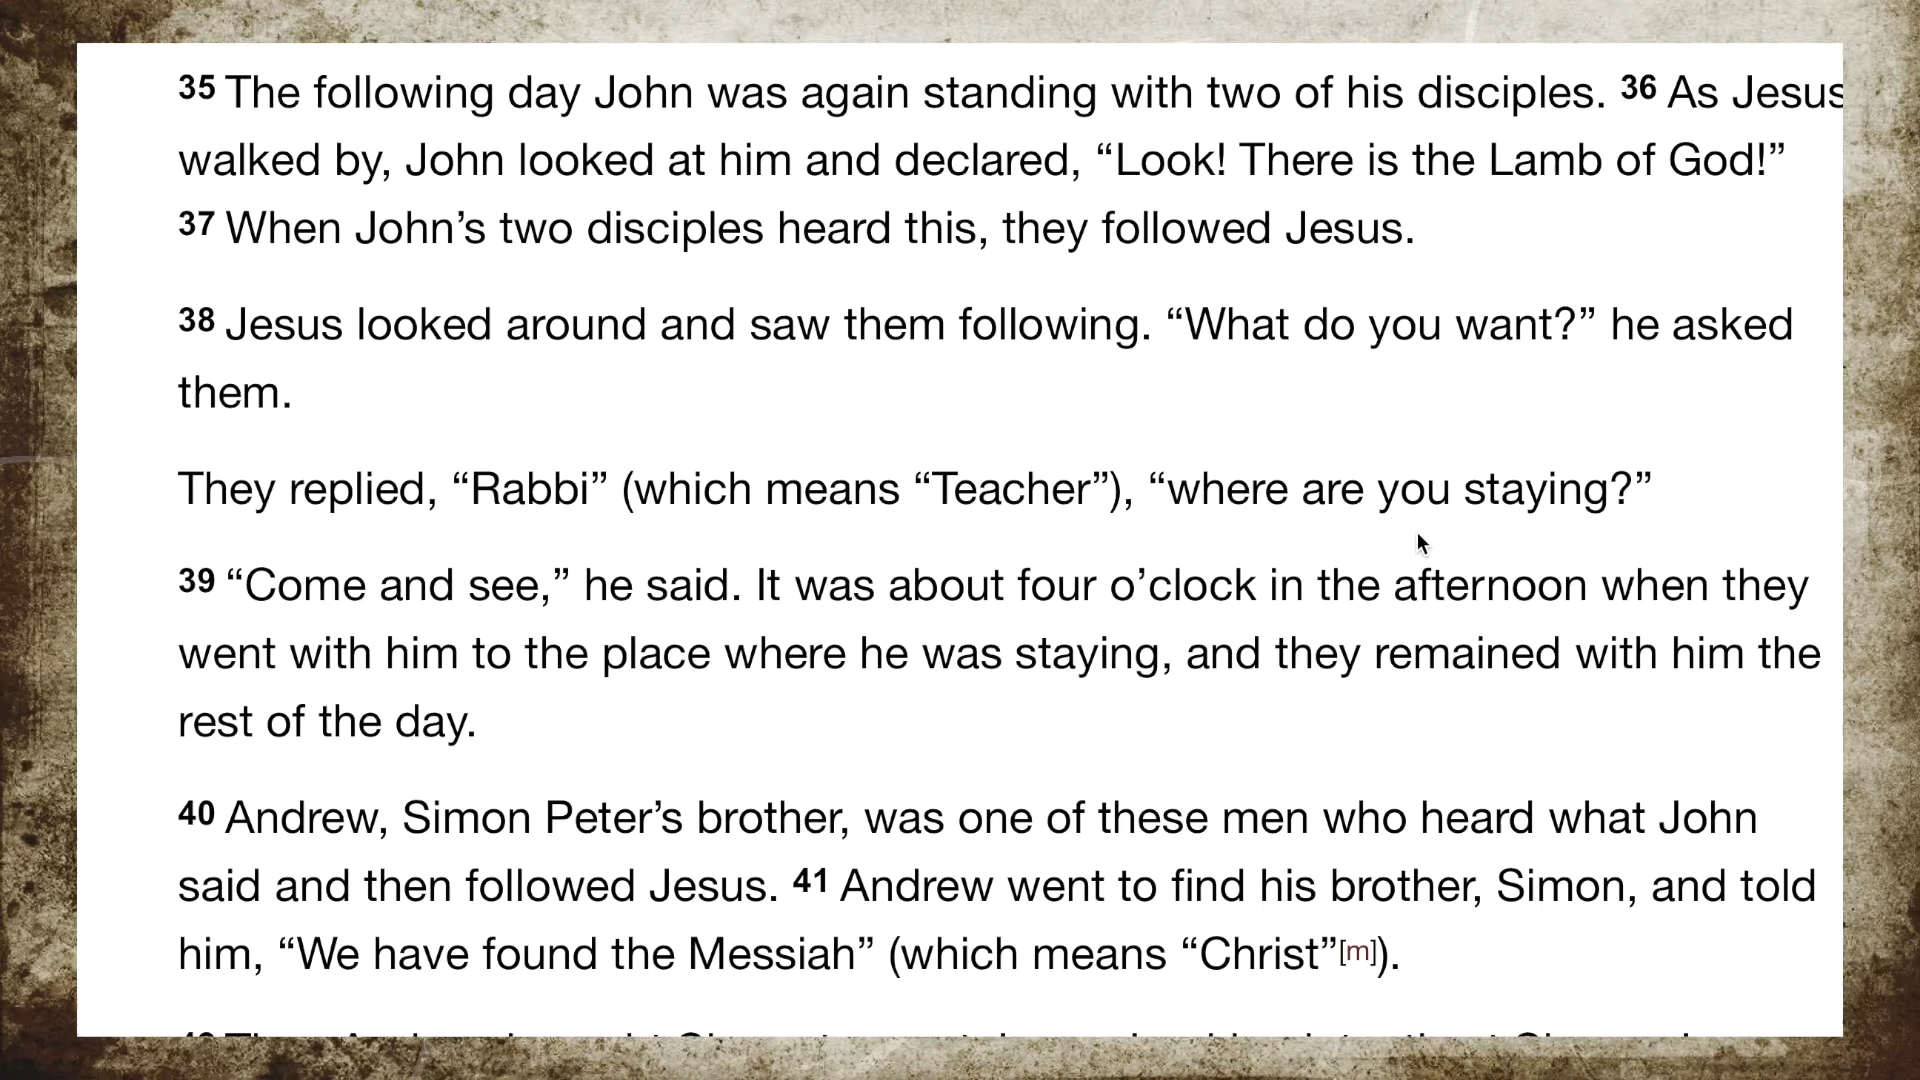 35 The following day John was again standing with two of his disciples. 36 As Jesus
walked by, John looked at him and declared, “Look! There is the Lamb of God!”
37 When John’s two disciples heard this, they followed Jesus.
38 Jesus looked around and saw them following. “What do you want?” he asked
them.
They replied, “Rabbi” (which means “Teacher”), “where are you staying?”
39 “Come and see,” he said. It was about four o’clock in the afternoon when they
went with him to the place where he was staying, and they remained with him the
rest of the day.
40 Andrew, Simon Peter’s brother, was one of these men who heard what John
said and then followed Jesus. 41 Andrew went to find his brother, Simon, and told
him, “We have found the Messiah” (which means “Christ”[m]).